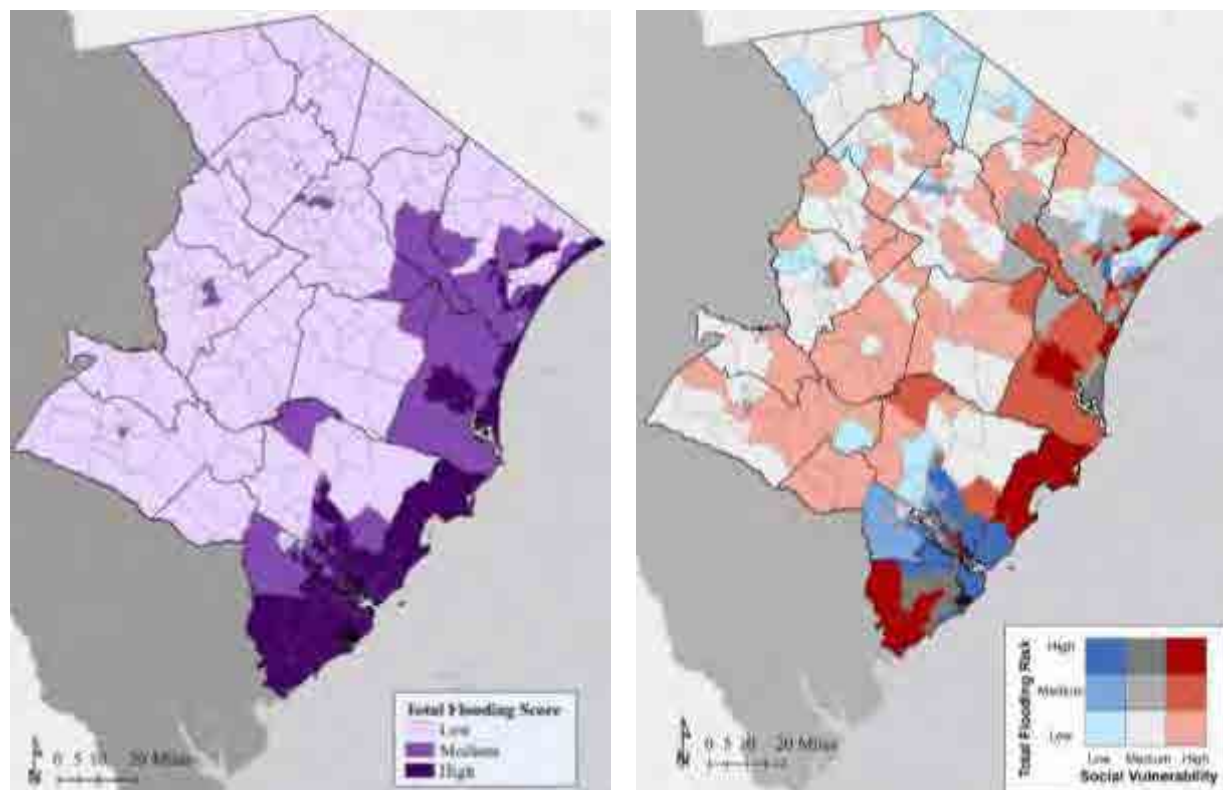 Total Flooding Score
Low
Medium
High
N
0 5 10 20 Miles
Total Flooding Risk
High
Medium
Low
Low Medium High
Social Vulnerability
N
0 5 10 20 Miles